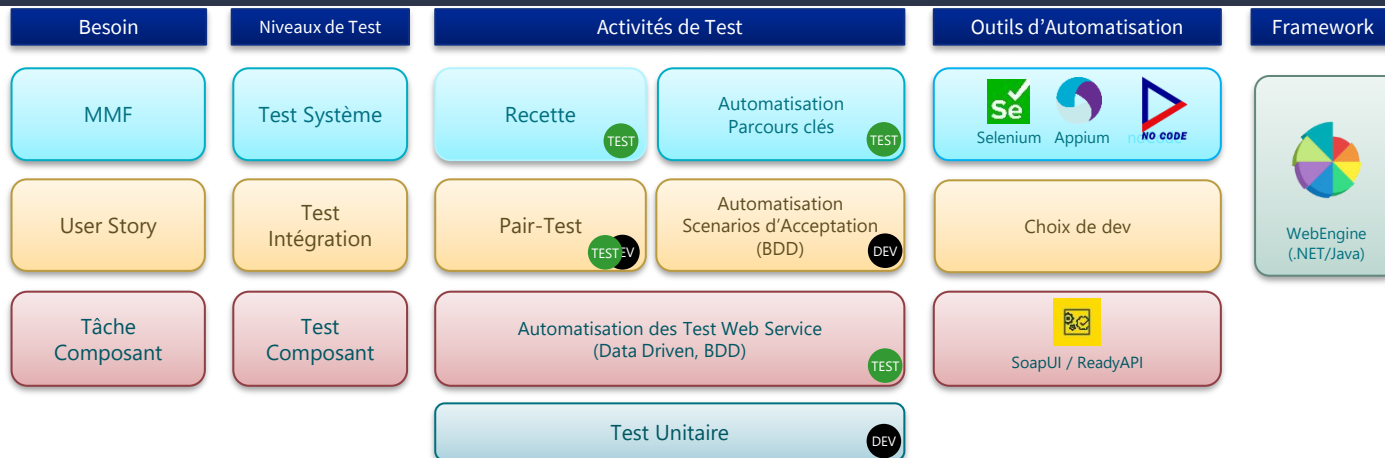 Besoin
Niveaux de Test
Activités de Test
Outils d'Automatisation
Framework
MMF
Test Système
Recette
TEST
Automatisation
Parcours clés
TEST
Se
Selenium
Appium
NO CODE
User Story
Test
Intégration
Pair-Test
TEST
Automatisation
Scenarios d'Acceptation
(BDD)
DEV
Choix de dev
WebEngine
(.NET/Java)
Tâche
Composant
Test
Composant
Automatisation des Test Web Service
(Data Driven, BDD)
TEST
SoapUI / ReadyAPI
Test Unitaire
DEV